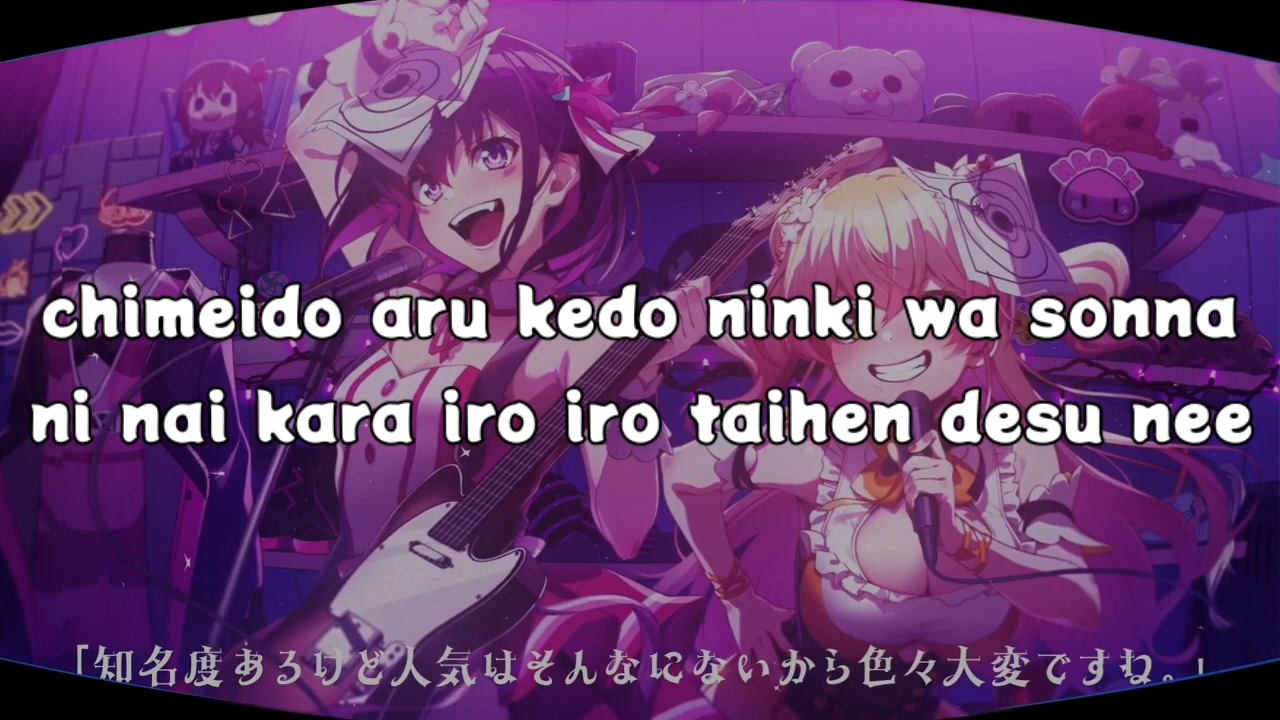 chimeido aru kedo ninki wa sonna
ni nai kara iro iro taihen desu nee
「知名度あるけど人気はそんなにないから色々大変ですね。」